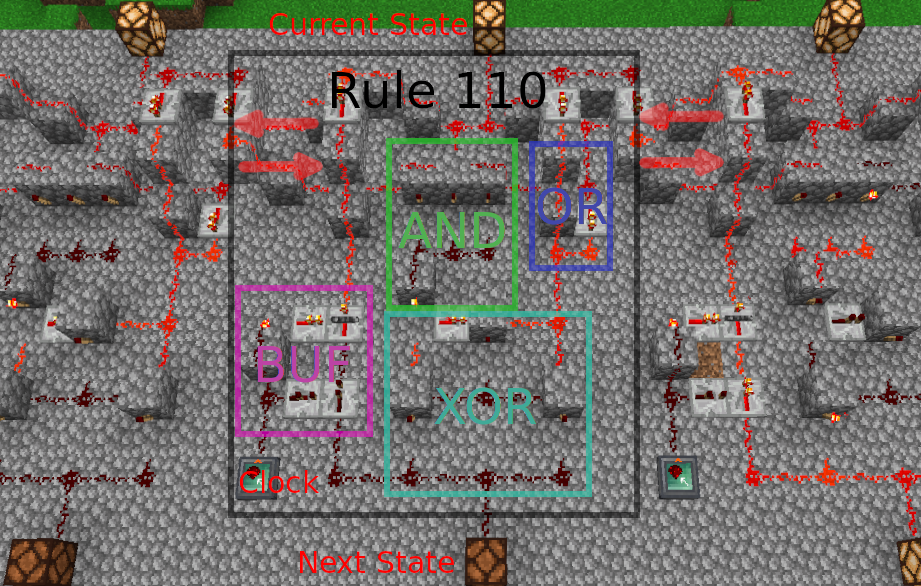 Current State
Rule 110
AND
OR
BUF
XOR
Clock
Next State